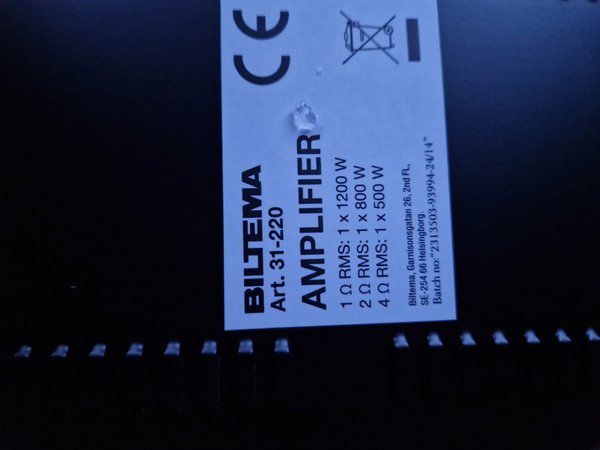 BILTEMA
Art. 31-220
AMPLIFIER
1 Ω RMS: 1 x 1200 W
2 Ω RMS: 1 x 800 W
4 Ω RMS: 1 x 500 W
Biltema, Garnisonsgatan 26, 2nd FL,
SE-254 66 Helsingborg.
Batch no:"2313503-93994-24/14"
CE